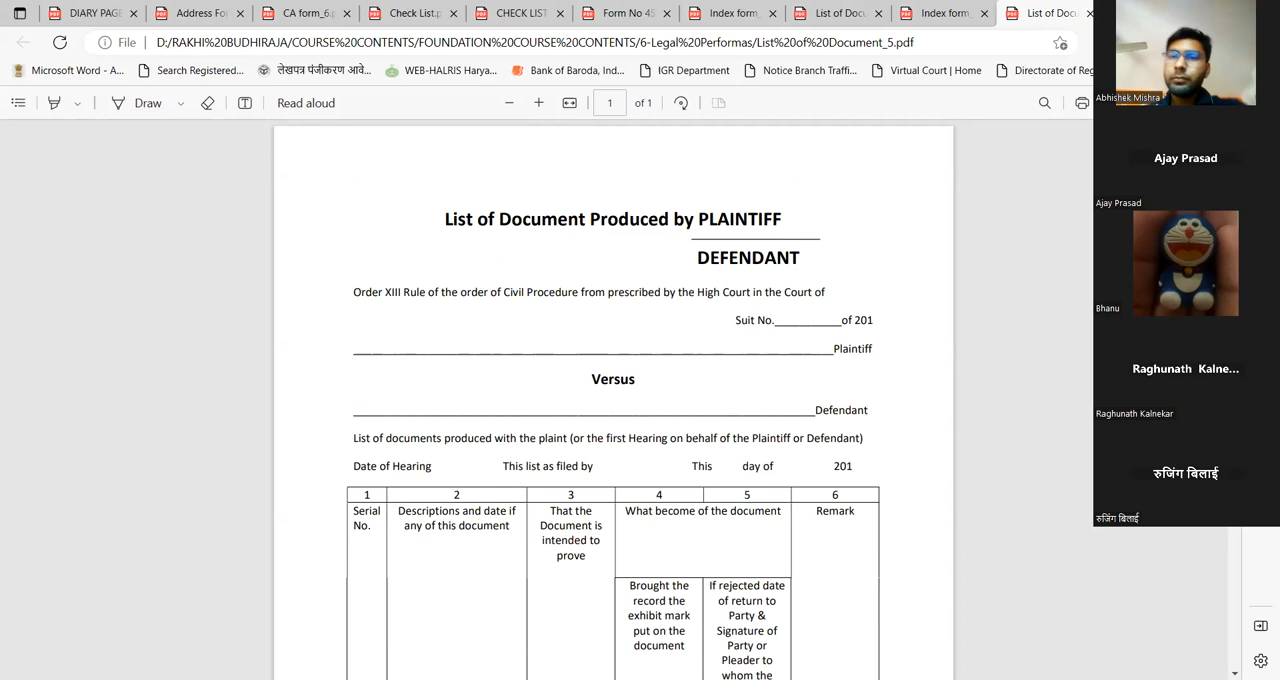 DIARY PAGE
Address Fo
CA form_6.p
Check List.p
CHECK LIST
Form No 45
Index form_
List of Docu
Index form_
List of Docu
File
D:/RAKHI%20BUDHIRAJA/COURSE%20CONTENTS/FOUNDATION%20COURSE%20CONTENTS/6-Legal%20Performas/List%20of%20Document_5.pdf
Microsoft Word - A...
Search Registered...
लेखपत्र पंजीकरण आवे...
WEB-HALRIS Harya...
Bank of Baroda, Ind...
IGR Department
Notice Branch Traffi...
Virtual Court | Home
Directorate of Reg
Draw
Read aloud
1
of 1
List of Document Produced by PLAINTIFF
DEFENDANT
Order XIII Rule of the order of Civil Procedure from prescribed by the High Court in the Court of
Suit No.___________of 201
Plaintiff
Versus
Defendant
List of documents produced with the plaint (or the first Hearing on behalf of the Plaintiff or Defendant)
Date of Hearing This list as filed by This day of 201
1 2 3 4 5 6
Serial No.
Descriptions and date if
any of this document
That the
Document is
intended to
prove
What become of the document
Remark
Brought the
record the
exhibit mark
put on the
document
If rejected date
of return to
Party &
Signature of
Party or
Pleader to
whom the
Abhishek Mishra
Ajay Prasad
Ajay Prasad
Bhanu
Raghunath Kalne...
Raghunath Kalnekar
रुजिंग बिलाई
रुजिंग बिलाई